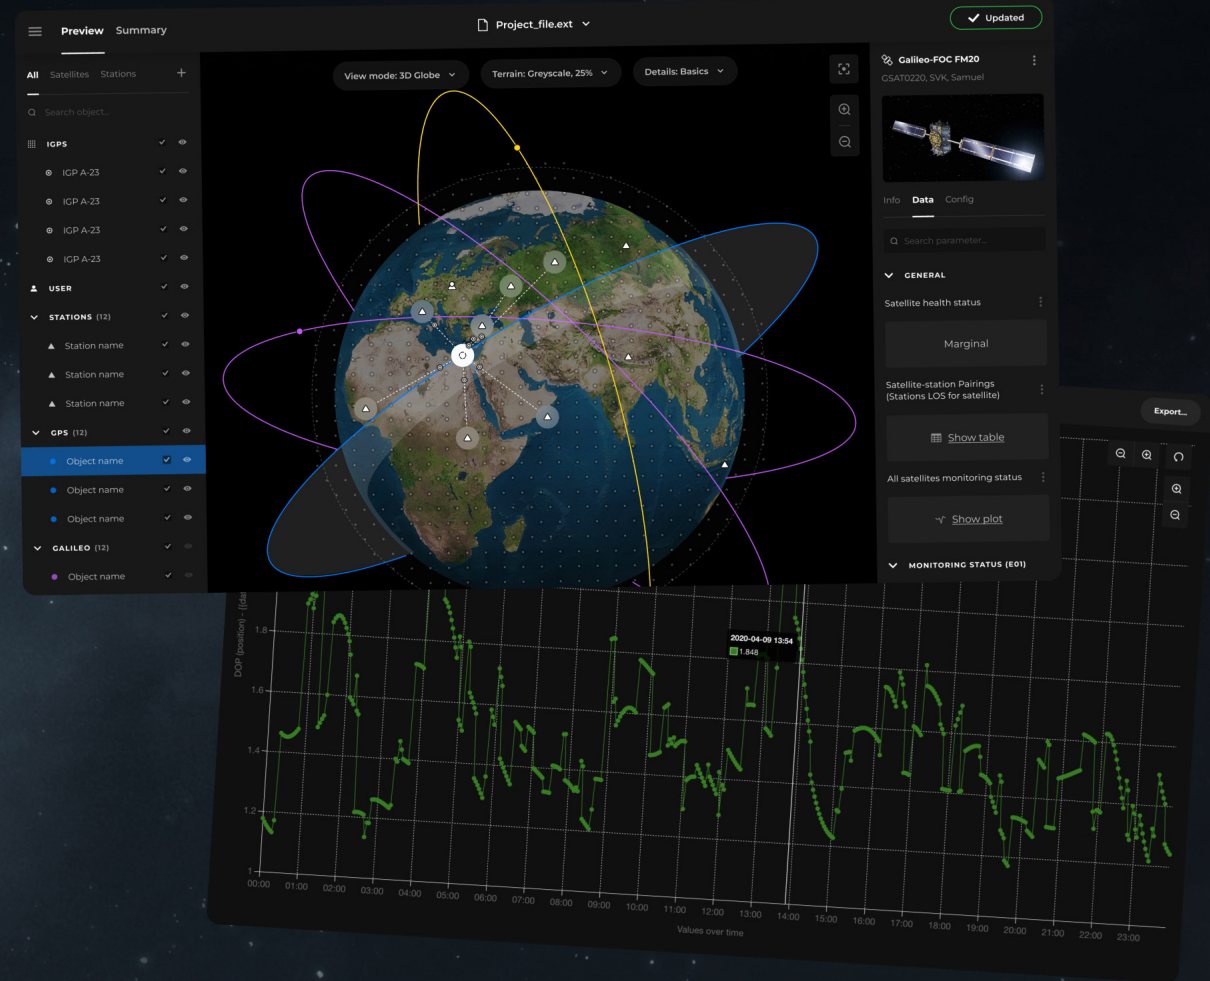 Preview
Summary
Project_file.ext
Updated
All
Satellites
Stations
Search object...
IGPS
IGP A-23
IGP A-23
IGP A-23
IGP A-23
USER
STATIONS (12)
Station name
Station name
Station name
GPS (12)
Object name
Object name
Object name
GALILEO (12)
Object name
View mode: 3D Globe
Terrain: Greyscale, 25%
Details: Basics
Galileo-FOC FM20
GSAT0220, SVK, Samuel
Info
Data
Config
Search parameter...
GENERAL
Satellite health status
Marginal
Satellite-station Pairings
(Stations LOS for satellite)
Show table
All satellites monitoring status
Show plot
MONITORING STATUS (E01)
Export...
DOP (position) -
1.8
1.6
1.4
1.2
1
2020-04-09 13:54
1.848
00:00
01:00
02:00
03:00
04:00
05:00
06:00
07:00
08:00
09:00
10:00
11:00
12:00
13:00
14:00
15:00
16:00
17:00
18:00
19:00
20:00
21:00
22:00
23:00
Values over time